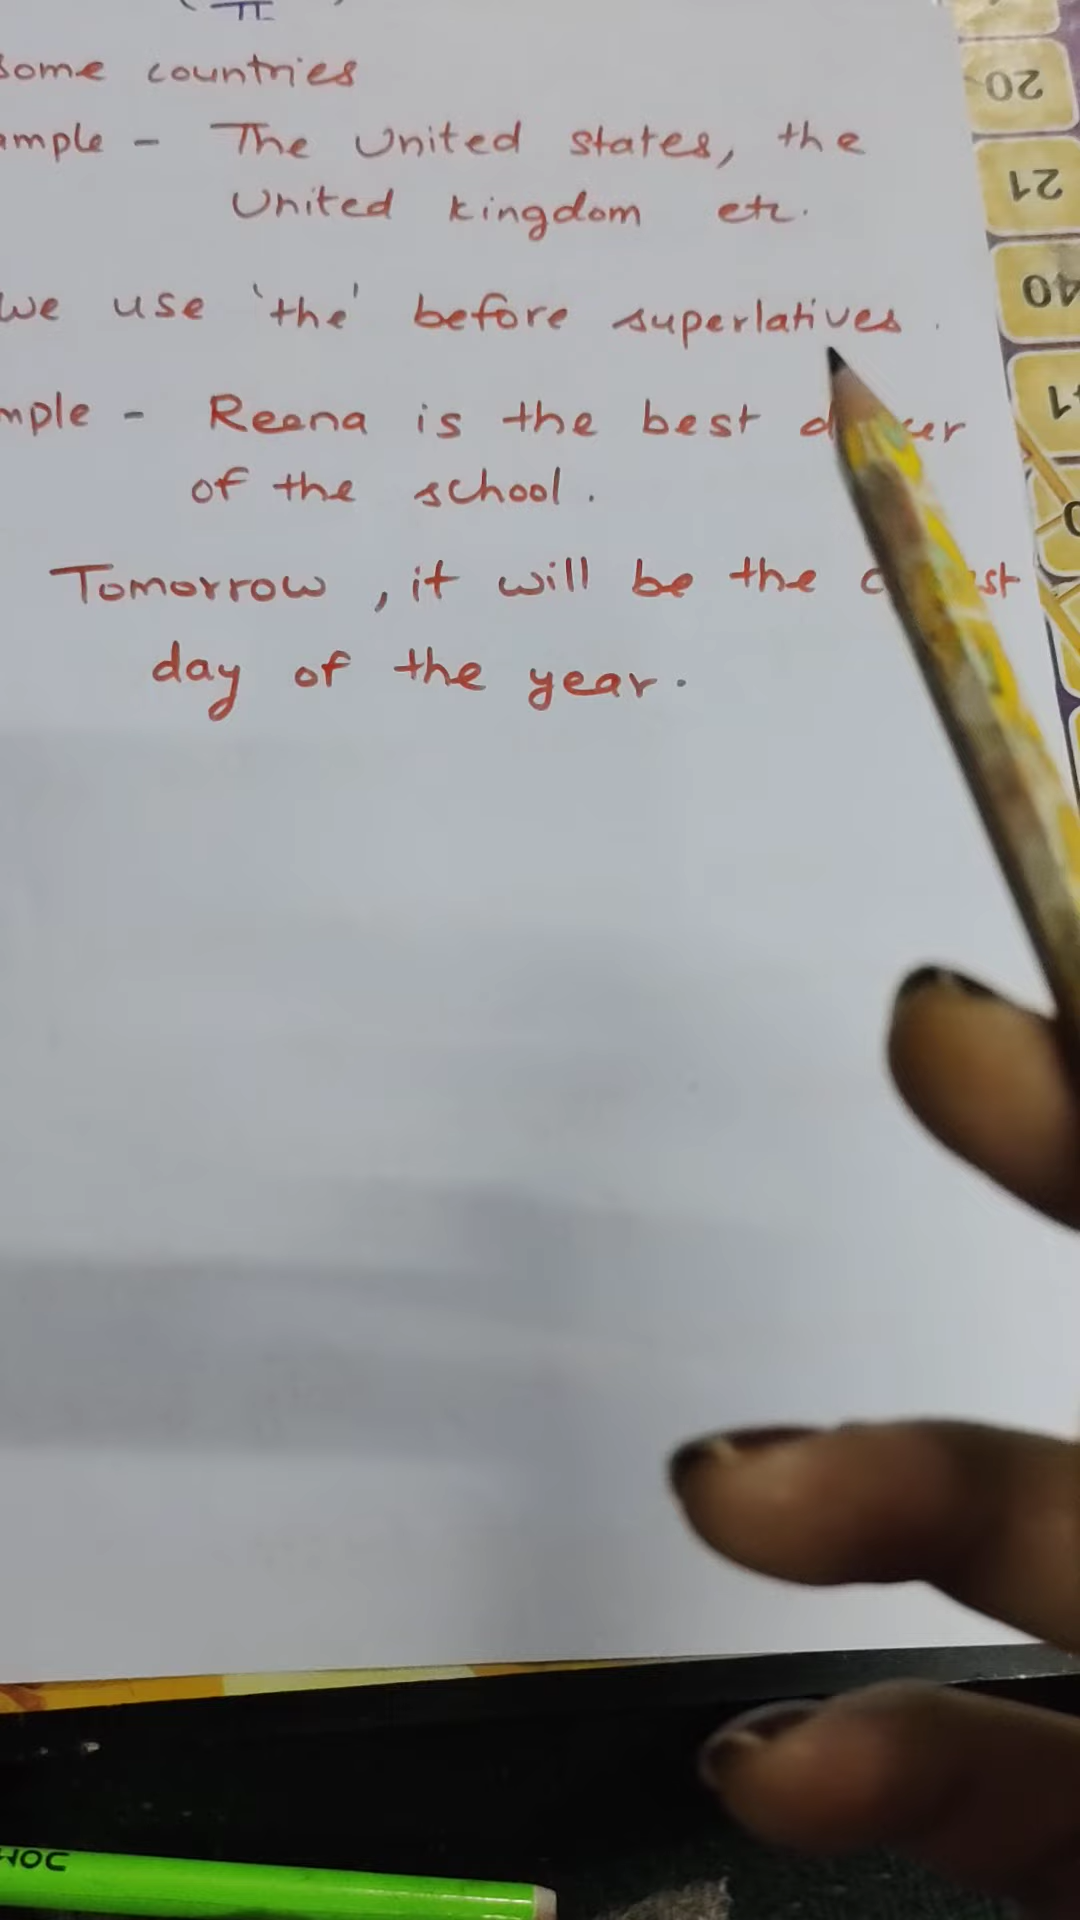 some countries
ample - The United states, the
United kingdom etc.
we use 'the' before superlatives.
mple - Reena is the best
of the school.
Tomorrow, it will be the
day of the year.
20
21
40